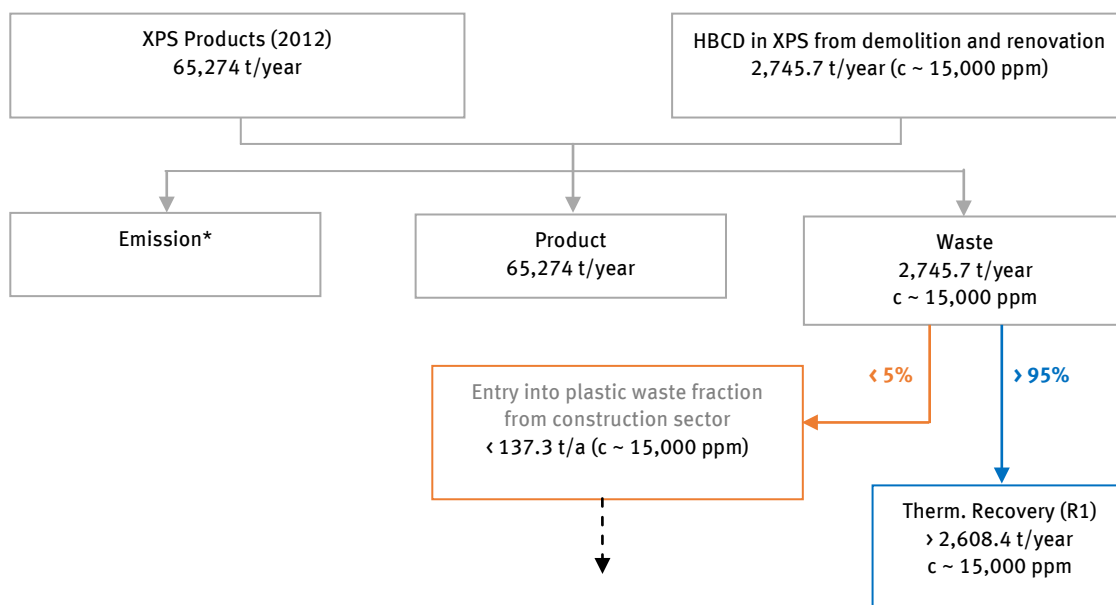 XPS Products (2012)
65,274 t/year
HBCD in XPS from demolition and renovation
2,745.7 t/year (c ~ 15,000 ppm)
Emission*
Product
65,274 t/year
Waste
2,745.7 t/year
c ~ 15,000 ppm
< 5%
> 95%
Entry into plastic waste fraction
from construction sector
< 137.3 t/a (c ~ 15,000 ppm)
Therm. Recovery (R1)
> 2,608.4 t/year
c ~ 15,000 ppm